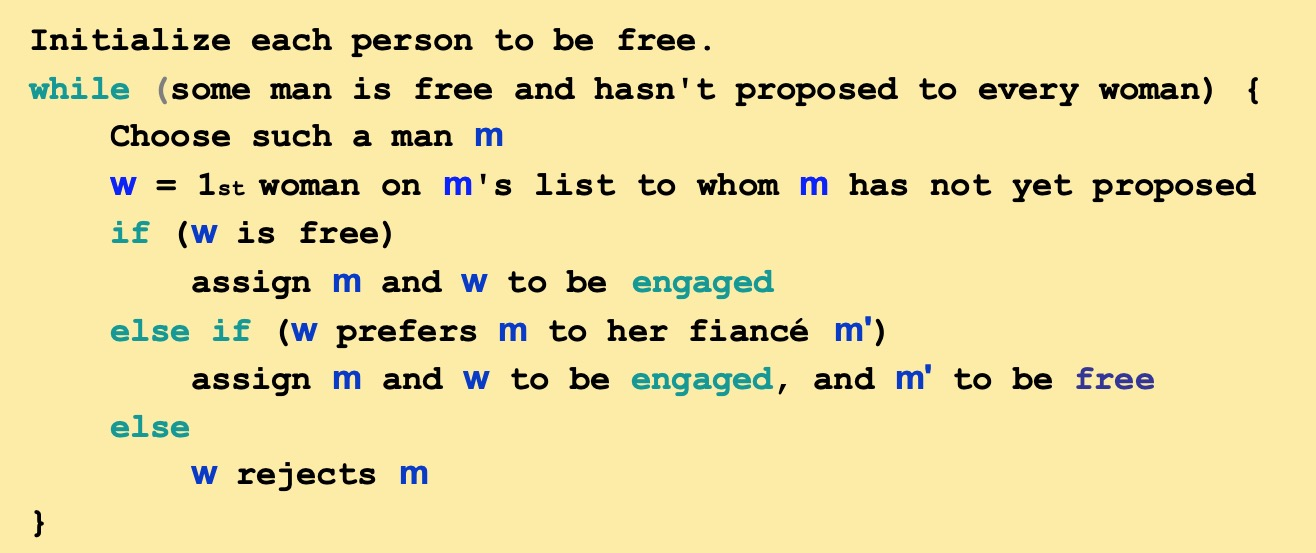 Initialize each person to be free.
while (some man is free and hasn't proposed to every woman) {
    Choose such a man m
    w = 1st woman on m's list to whom m has not yet proposed
    if (w is free)
        assign m and w to be engaged
    else if (w prefers m to her fiancé m')
        assign m and w to be engaged, and m' to be free
    else
        w rejects m
}